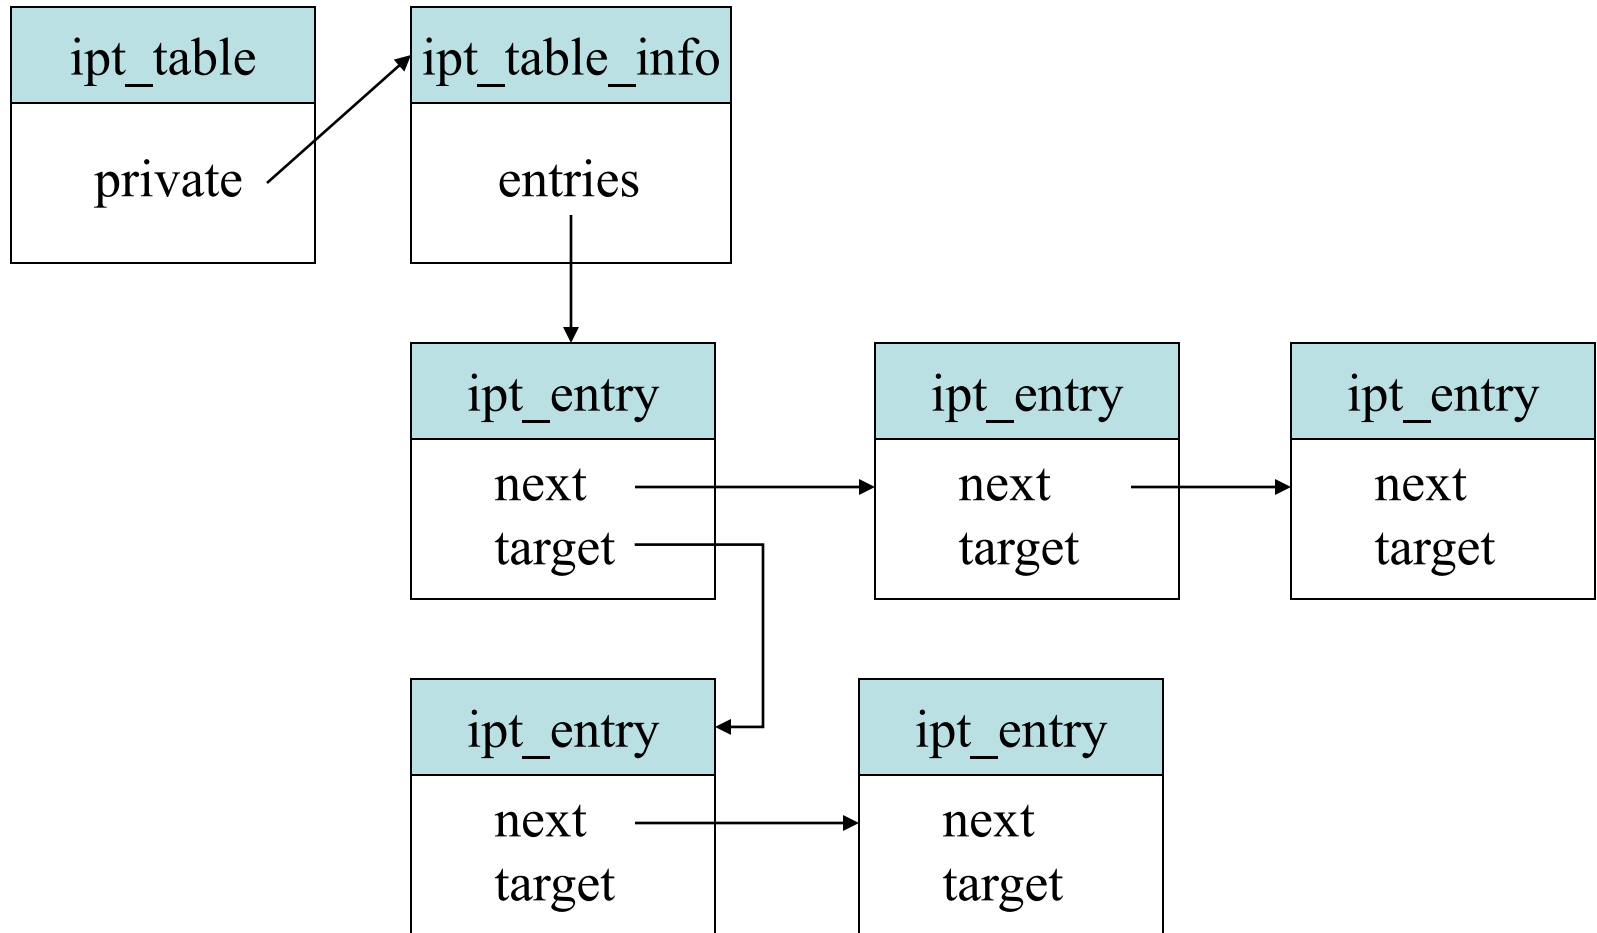 ipt_table
ipt_table_info
private
entries
ipt_entry
ipt_entry
ipt_entry
next
next
next
target
target
target
ipt_entry
ipt_entry
next
next
target
target